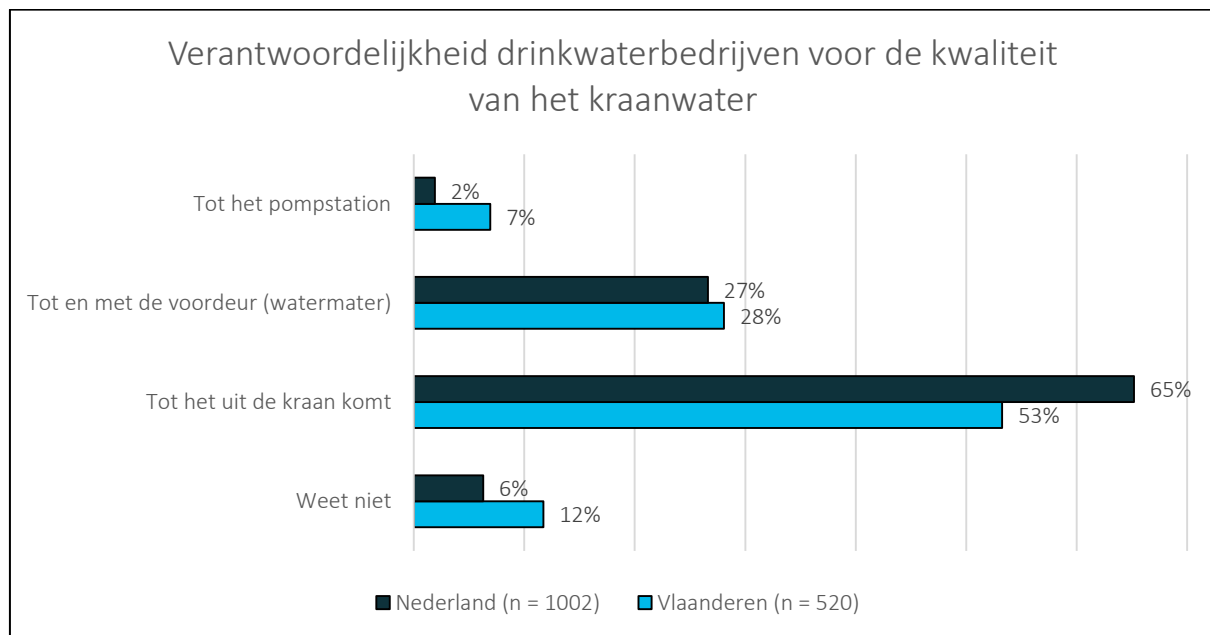 Verantwoordelijkheid drinkwaterbedrijven voor de kwaliteit
van het kraanwater
Tot het pompstation
2%
7%
Tot en met de voordeur (watermater)
27%
28%
Tot het uit de kraan komt
65%
53%
Weet niet
6%
12%
Nederland (n = 1002)
Vlaanderen (n = 520)